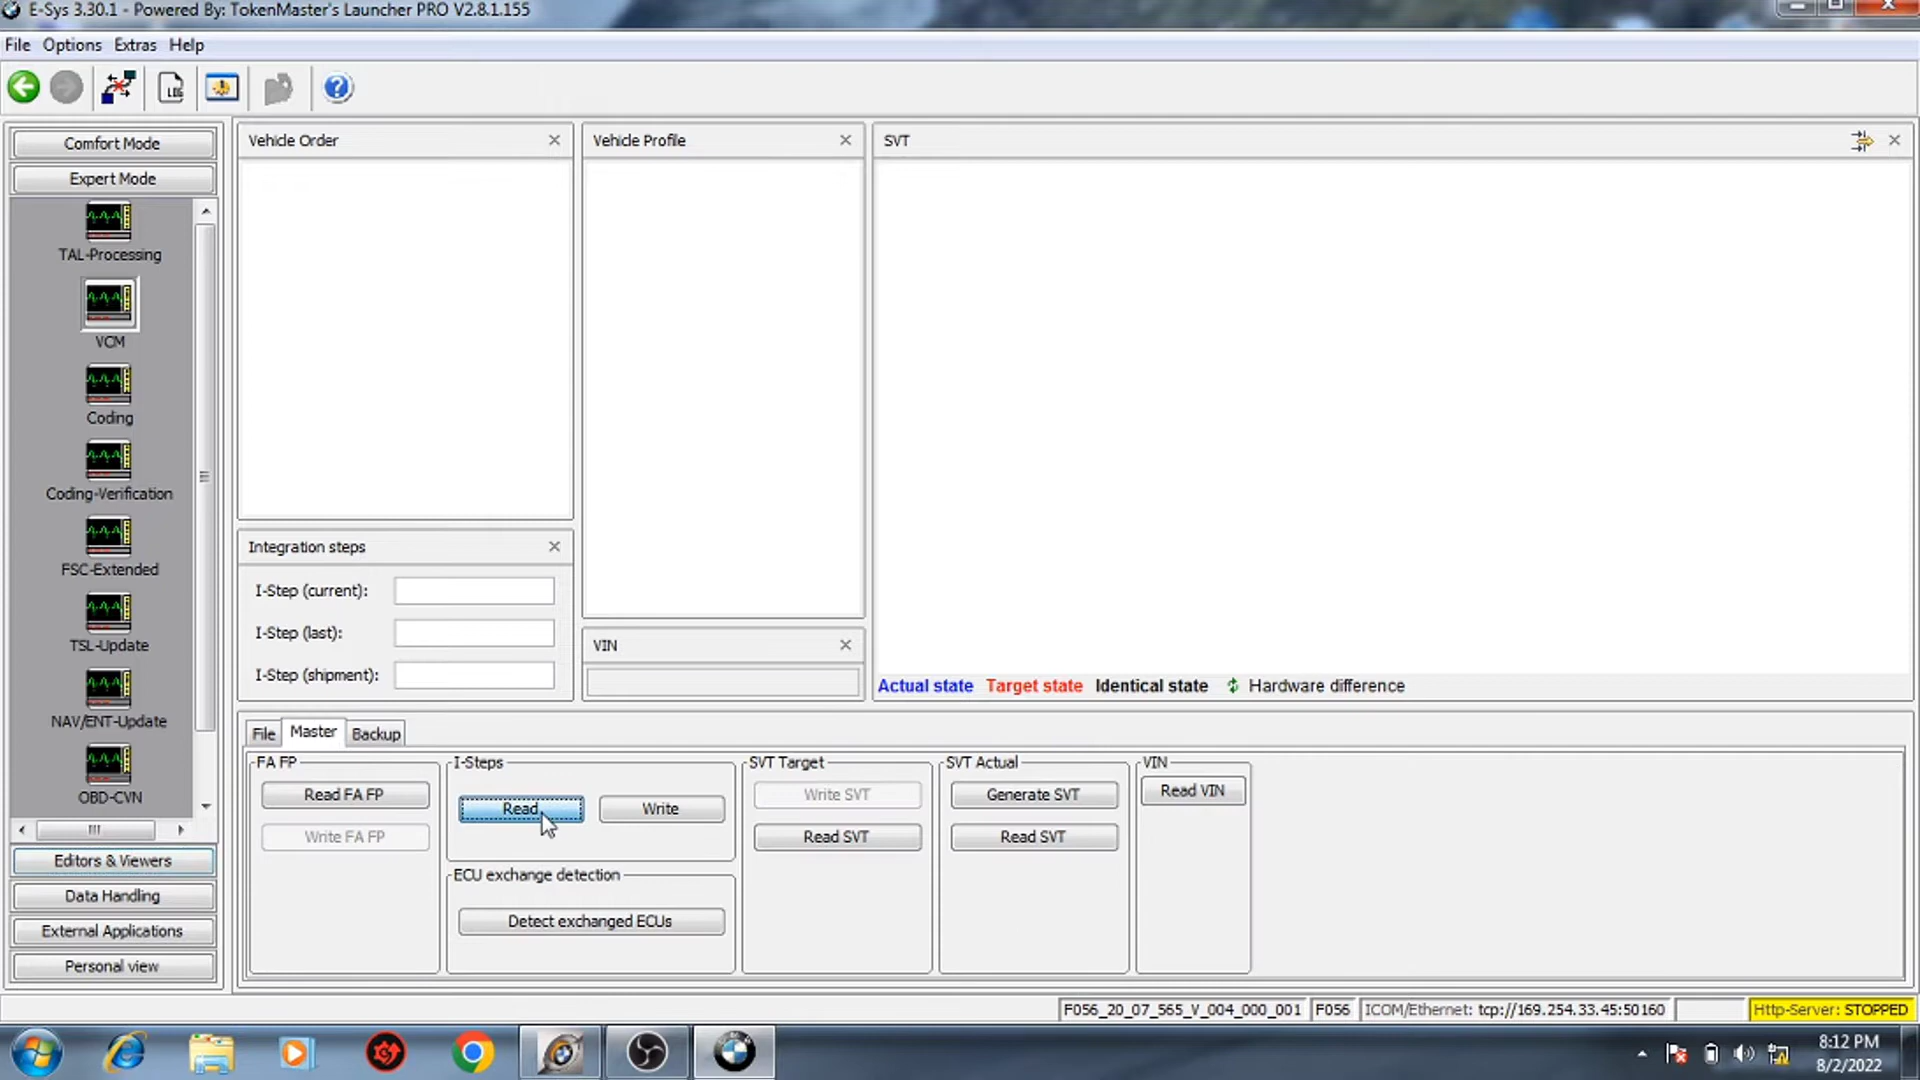 E-Sys 3.30.1 - Powered By: TokenMaster's Launcher PRO V2.8.1.155
File Options Extras Help
LOG
Comfort Mode
Expert Mode
TAL-Processing
VCM
Coding
Coding-Verification
FSC-Extended
TSL-Update
NAV/ENT-Update
OBD-CVN
Editors & Viewers
Data Handling
External Applications
Personal view
Vehicle Order
Vehicle Profile
SVT
Integration steps
I-Step (current):
I-Step (last):
I-Step (shipment):
VIN
Actual state Target state Identical state Hardware difference
File Master Backup
FA FP
Read FA FP
Write FA FP
I-Steps
Read Write
ECU exchange detection
Detect exchanged ECUs
SVT Target
Write SVT
Read SVT
SVT Actual
Generate SVT
Read SVT
VIN
Read VIN
F056_20_07_565_V_004_000_001 F056 ICOM/Ethernet: tcp://169.254.33.45:50160 Http-Server: STOPPED
8:12 PM
8/2/2022